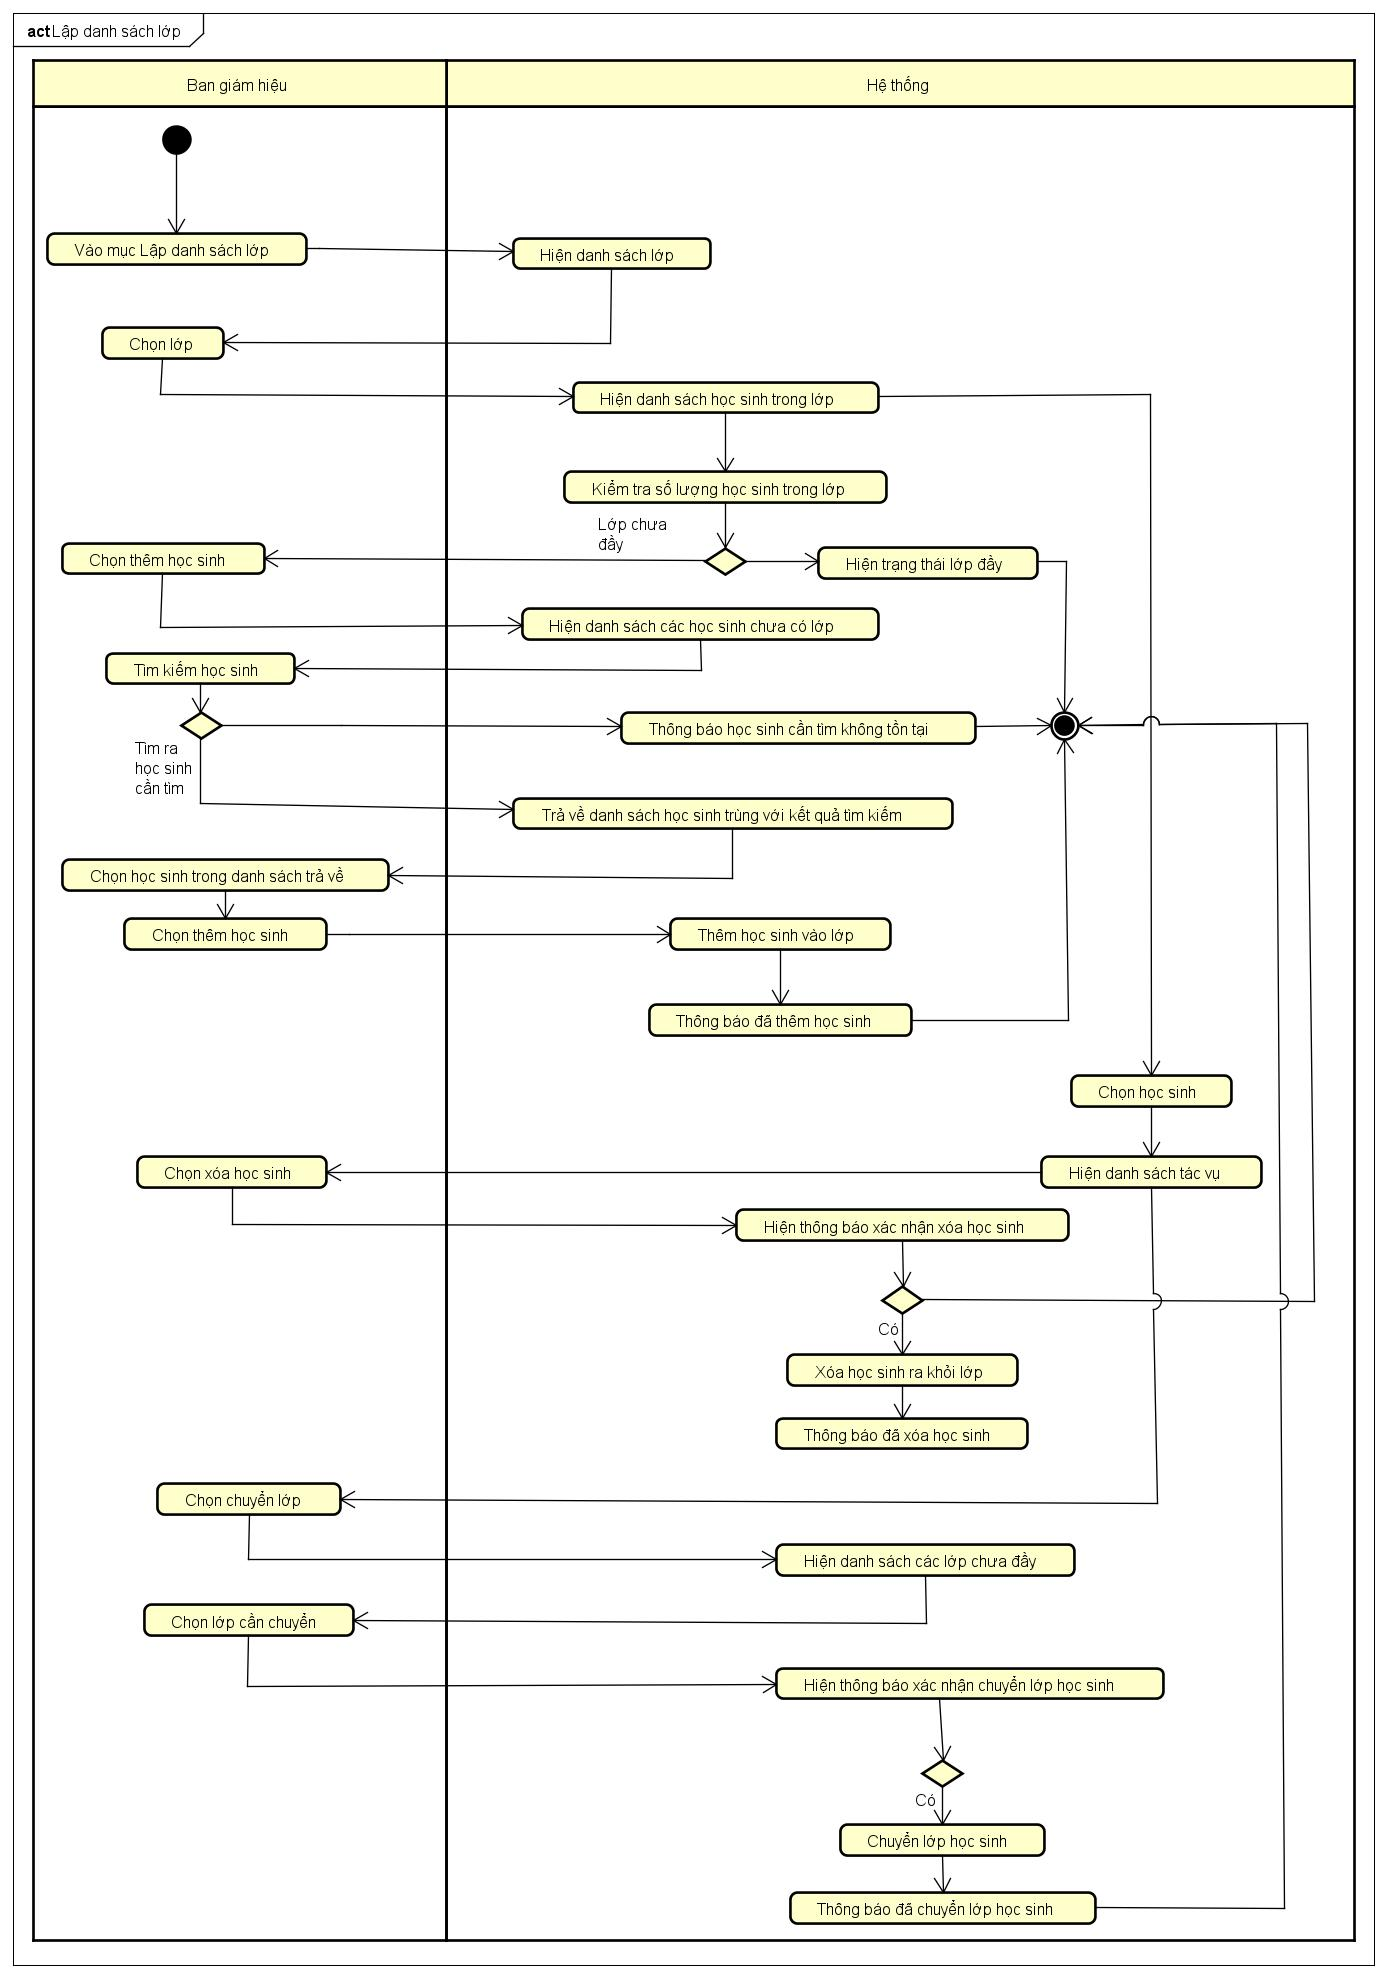 act Lập danh sách lớp
Ban giám hiệu
Hệ thống
Vào mục Lập danh sách lớp
Hiện danh sách lớp
Chọn lớp
Hiện danh sách học sinh trong lớp
Kiểm tra số lượng học sinh trong lớp
Lớp chưa
đầy
Chọn thêm học sinh
Hiện trạng thái lớp đầy
Hiện danh sách các học sinh chưa có lớp
Tìm kiếm học sinh
Thông báo học sinh cần tìm không tồn tại
Tìm ra
học sinh
cần tìm
Trả về danh sách học sinh trùng với kết quả tìm kiếm
Chọn học sinh trong danh sách trả về
Chọn thêm học sinh
Thêm học sinh vào lớp
Thông báo đã thêm học sinh
Chọn học sinh
Chọn xóa học sinh
Hiện danh sách tác vụ
Hiện thông báo xác nhận xóa học sinh
Có
Xóa học sinh ra khỏi lớp
Thông báo đã xóa học sinh
Chọn chuyển lớp
Hiện danh sách các lớp chưa đầy
Chọn lớp cần chuyển
Hiện thông báo xác nhận chuyển lớp học sinh
Có
Chuyển lớp học sinh
Thông báo đã chuyển lớp học sinh